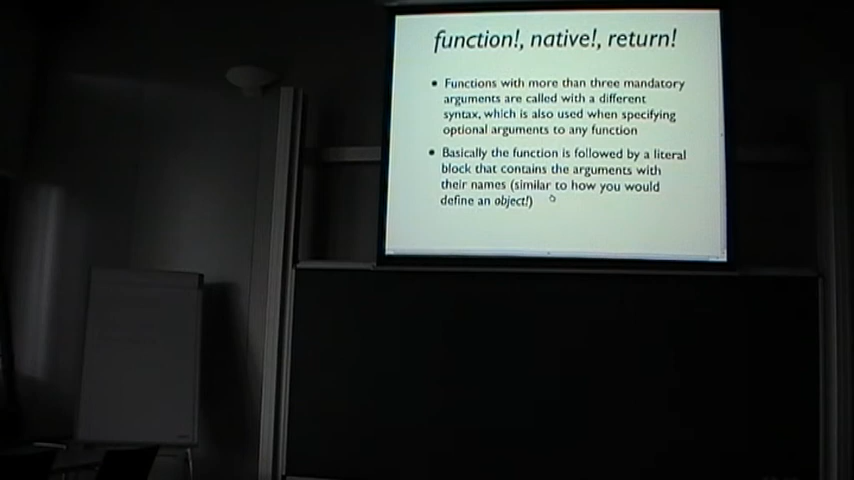 function!, native!, return!
• Functions with more than three mandatory
arguments are called with a different
syntax, which is also used when specifying
optional arguments to any function
• Basically the function is followed by a literal
block that contains the arguments with
their names (similar to how you would
define an object!)